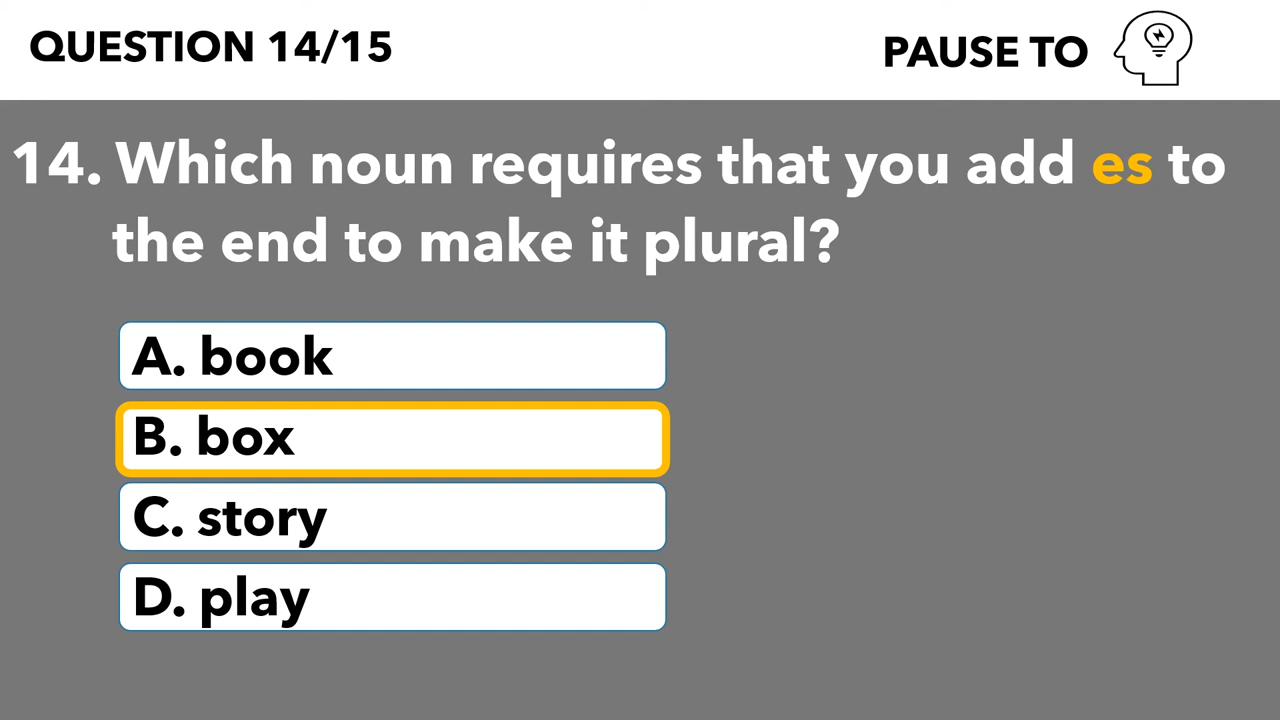 QUESTION 14/15
PAUSE TO
14. Which noun requires that you add es to
the end to make it plural?
A. book
B. box
C. story
D. play